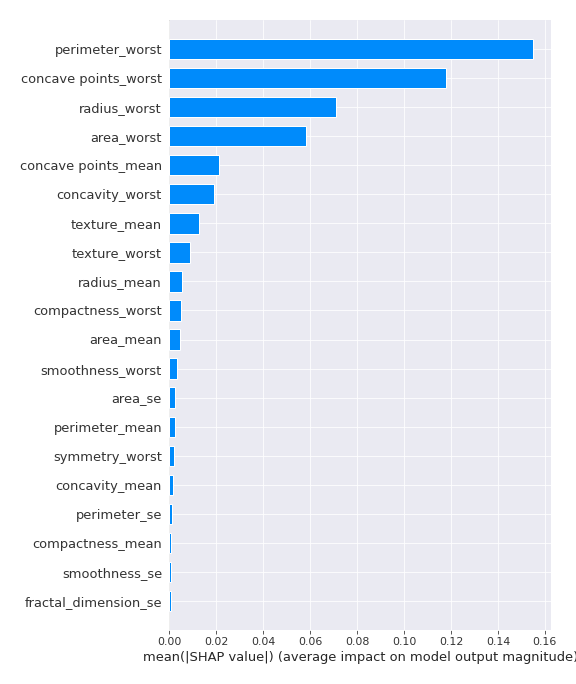 perimeter_worst
concave points_worst
radius_worst
area_worst
concave points_mean
concavity_worst
texture_mean
texture_worst
radius_mean
compactness_worst
area_mean
smoothness_worst
area_se
perimeter_mean
symmetry_worst
concavity_mean
perimeter_se
compactness_mean
smoothness_se
fractal_dimension_se
0.00 0.02 0.04 0.06 0.08 0.10 0.12 0.14 0.16
mean(|SHAP value|) (average impact on model output magnitude)